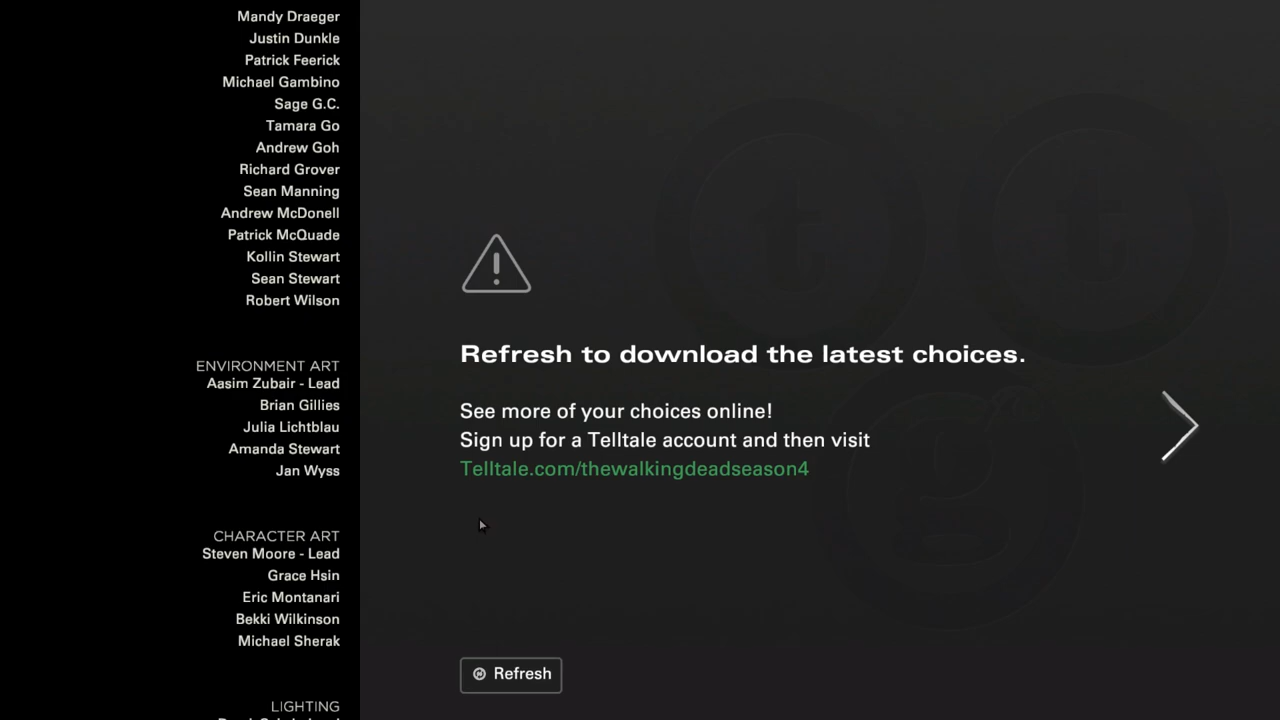 Mandy Draeger
Justin Dunkle
Patrick Feerick
Michael Gambino
Sage G.C.
Tamara Go
Andrew Goh
Richard Grover
Sean Manning
Andrew McDonell
Patrick McQuade
Kollin Stewart
Sean Stewart
Robert Wilson
ENVIRONMENT ART
Aasim Zubair - Lead
Brian Gillies
Julia Lichtblau
Amanda Stewart
Jan Wyss
CHARACTER ART
Steven Moore - Lead
Grace Hsin
Eric Montanari
Bekki Wilkinson
Michael Sherak
LIGHTING
Refresh to download the latest choices.
See more of your choices online!
Sign up for a Telltale account and then visit
Telltale.com/thewalkingdeadseason4
Refresh